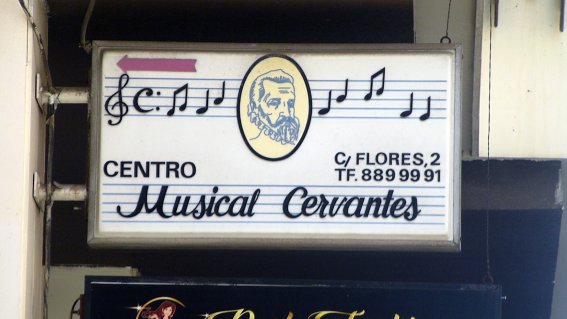 CENTRO
C/ FLORES, 2
TF. 889 99 91
Musical Cervantes